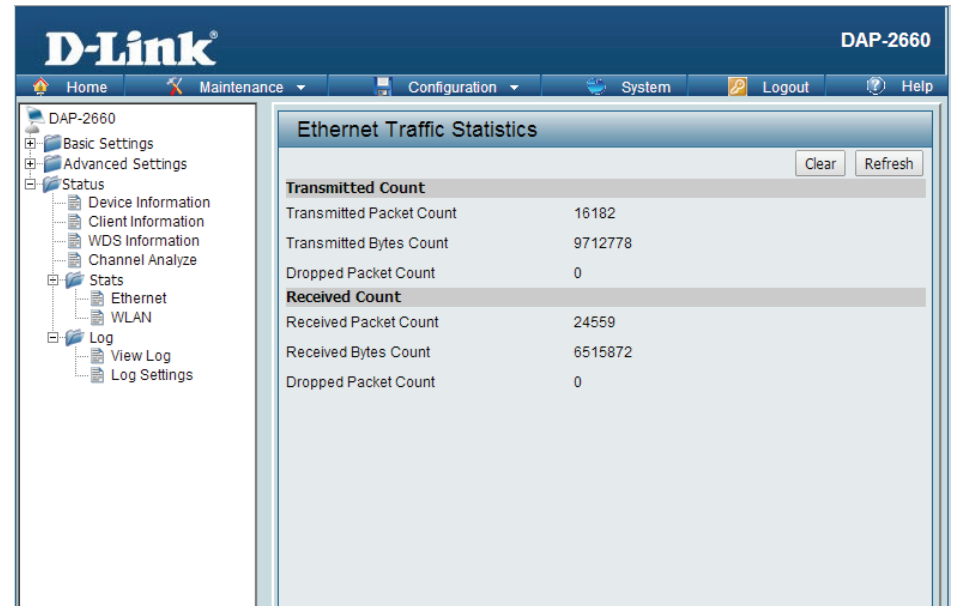 D-Link®
DAP-2660
Home Maintenance Configuration System Logout Help
DAP-2660
Basic Settings
Advanced Settings
Status
Device Information
Client Information
WDS Information
Channel Analyze
Stats
Ethernet
WLAN
Log
View Log
Log Settings
Ethernet Traffic Statistics
Clear Refresh
Transmitted Count
Transmitted Packet Count 16182
Transmitted Bytes Count 9712778
Dropped Packet Count 0
Received Count
Received Packet Count 24559
Received Bytes Count 6515872
Dropped Packet Count 0